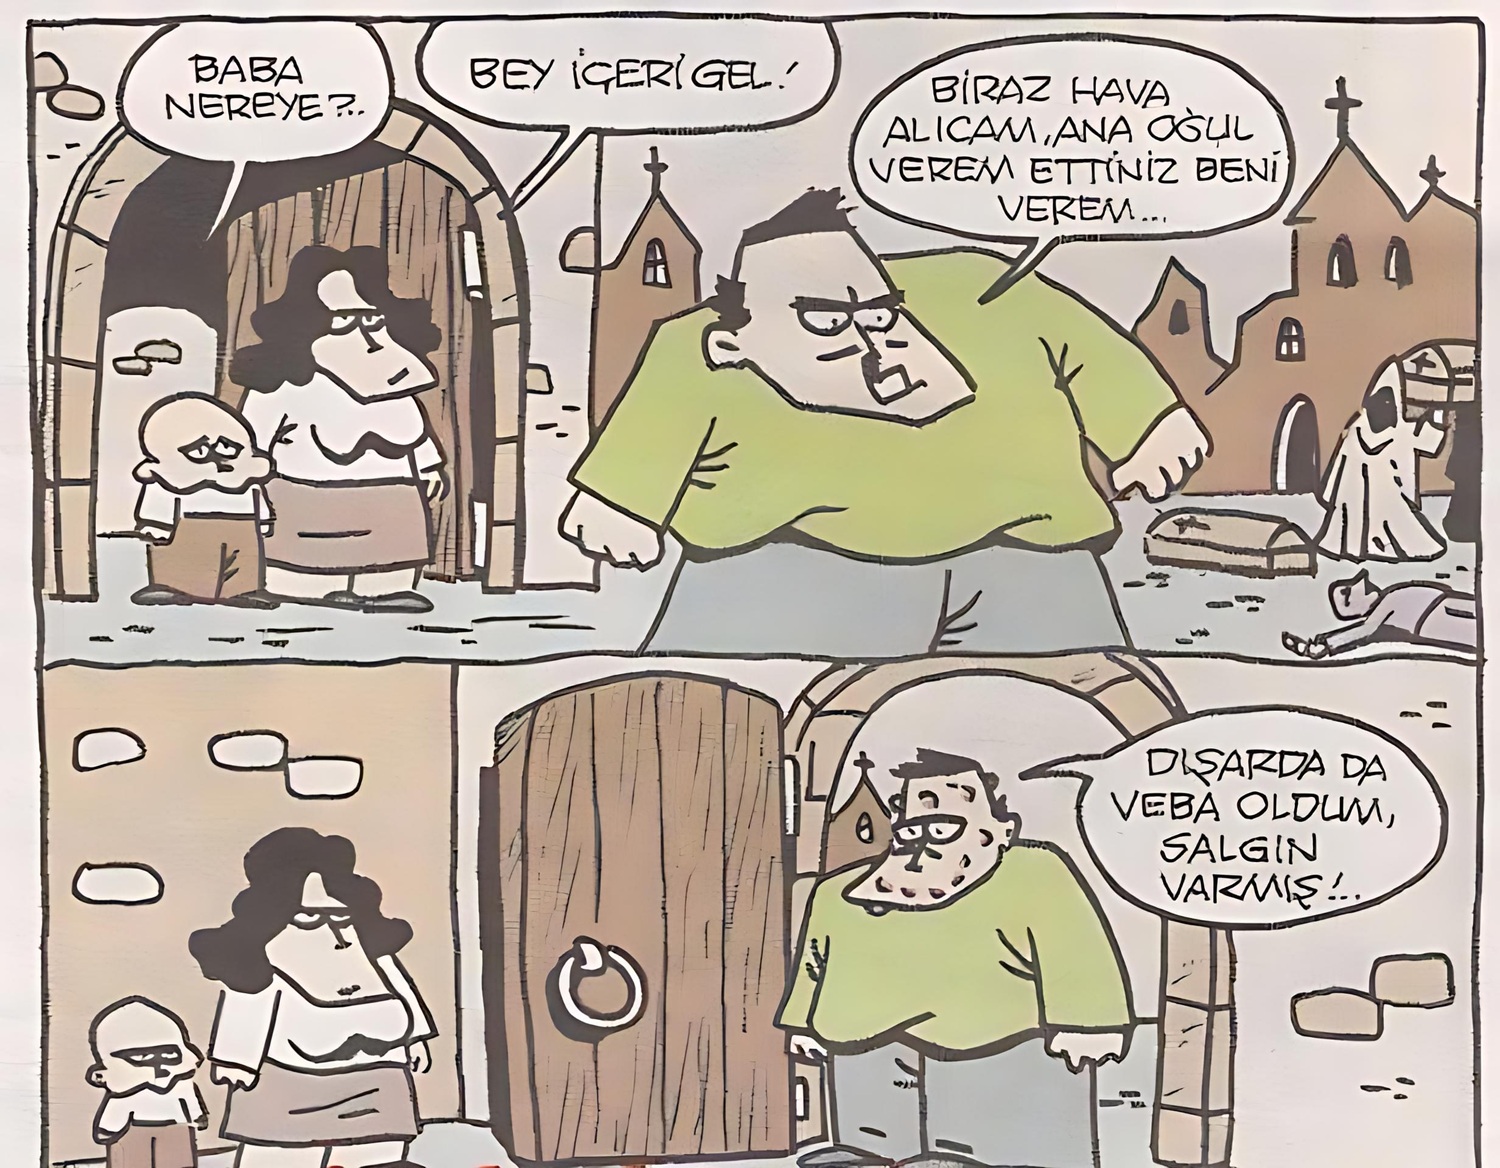 BABA
NEREYE?..
BEY İÇERİ GEL!
BİRAZ HAVA
ALICAM, ANA OĞUL
VEREM ETTİNİZ BENİ
VEREM...
DIŞARDA DA
VEBA OLDUM,
SALGIN
VARMIŞ!..